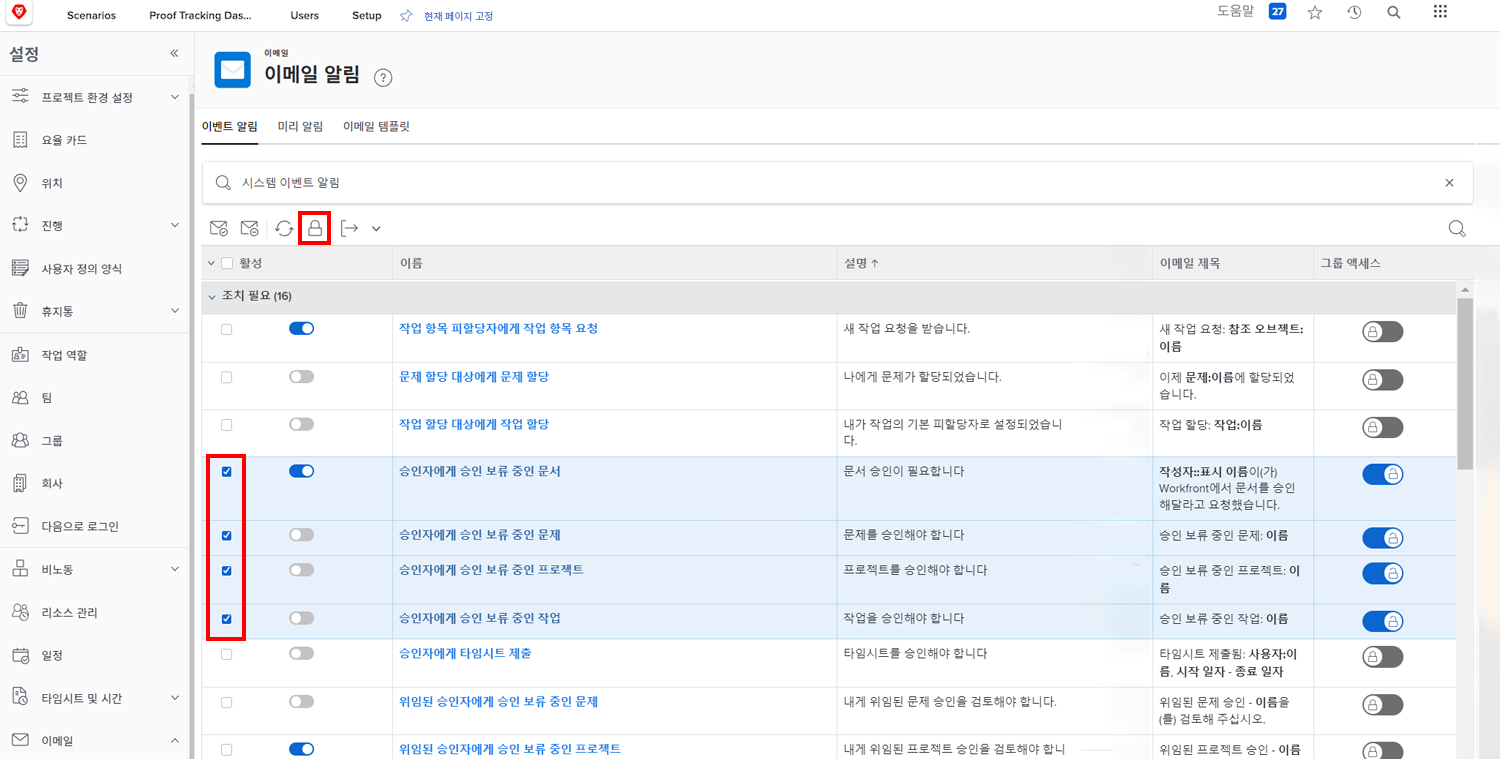 Scenarios
Proof Tracking Das...
Users
Setup
현재 페이지 고정
도움말
27
설정
프로젝트 환경 설정
요율 카드
위치
진행
사용자 정의 양식
휴지통
작업 역할
팀
그룹
회사
다음으로 로그인
비노동
리소스 관리
일정
타임시트 및 시간
이메일
이메일
이메일 알림
이벤트 알림
미리 알림
이메일 템플릿
시스템 이벤트 알림
활성
이름
설명 ↑
이메일 제목
그룹 액세스
조치 필요 (16)
작업 항목 피할당자에게 작업 항목 요청
새 작업 요청을 받습니다.
새 작업 요청: 참조 오브젝트:
이름
문제 할당 대상에게 문제 할당
나에게 문제가 할당되었습니다.
이제 문제:이름에 할당되었
습니다.
작업 할당 대상에게 작업 할당
내가 작업의 기본 피할당자로 설정되었습니
다.
작업 할당: 작업:이름
승인자에게 승인 보류 중인 문서
문서 승인이 필요합니다
작성자::표시 이름이(가)
Workfront에서 문서를 승인
해달라고 요청했습니다.
승인자에게 승인 보류 중인 문제
문제를 승인해야 합니다
승인 보류 중인 문제: 이름
승인자에게 승인 보류 중인 프로젝트
프로젝트를 승인해야 합니다
승인 보류 중인 프로젝트: 이
름
승인자에게 승인 보류 중인 작업
작업을 승인해야 합니다
승인 보류 중인 작업: 이름
승인자에게 타임시트 제출
타임시트를 승인해야 합니다
타임시트 제출됨: 사용자:이
름, 시작 일자 - 종료 일자
위임된 승인자에게 승인 보류 중인 문제
내게 위임된 문제 승인을 검토해야 합니다.
위임된 문제 승인 - 이름을
(를) 검토해 주십시오.
위임된 승인자에게 승인 보류 중인 프로젝트
내게 위임된 프로젝트 승인을 검토해야 합니
위임된 프로젝트 승인 - 이름